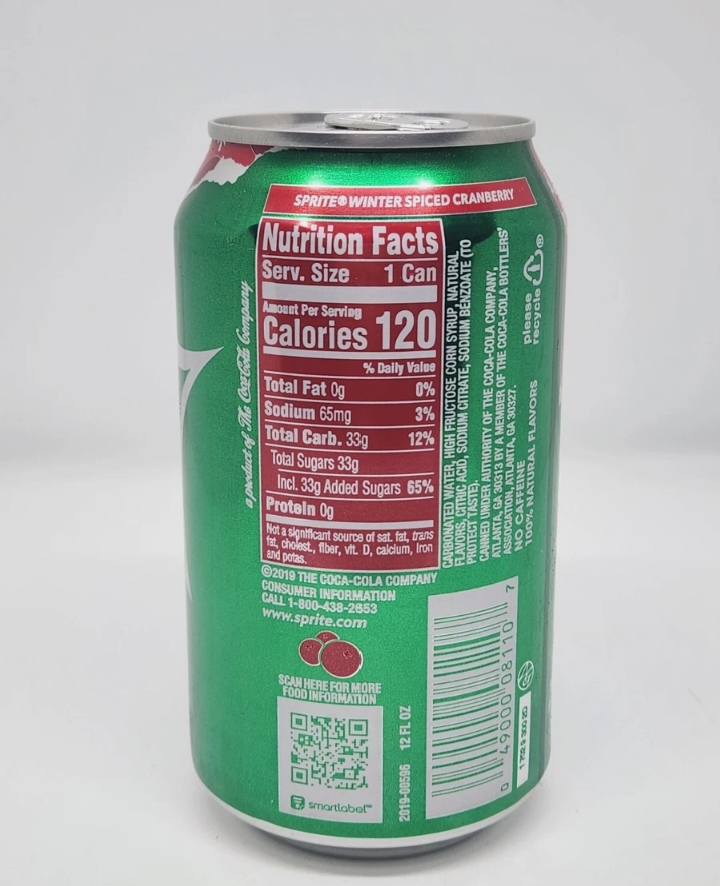 SPRITE® WINTER SPICED CRANBERRY
Nutrition Facts
Serv. Size 1 Can
Amount Per Serving
Calories 120
% Daily Value
Total Fat 0g 0%
Sodium 65mg 3%
Total Carb. 33g 12%
Total Sugars 33g
Incl. 33g Added Sugars 65%
Protein 0g
Not a significant source of sat. fat, trans
fat, cholest., fiber, vit. D, calcium, iron
and potas.
©2019 THE COCA-COLA COMPANY
CONSUMER INFORMATION
CALL 1-800-438-2653
www.sprite.com
SCAN HERE FOR MORE
FOOD INFORMATION
smartlabel™
a product of The Coca-Cola Company
CARBONATED WATER, HIGH FRUCTOSE CORN SYRUP, NATURAL
FLAVORS, CITRIC ACID, SODIUM CITRATE, SODIUM BENZOATE (TO
PROTECT TASTE).
CANNED UNDER AUTHORITY OF THE COCA-COLA COMPANY,
ATLANTA, GA 30313 BY A MEMBER OF THE COCA-COLA BOTTLERS'
ASSOCIATION, ATLANTA, GA 30327.
NO CAFFEINE
100% NATURAL FLAVORS
please
recycle
®
2019-00596 12 FL OZ
0 49000 08110 7